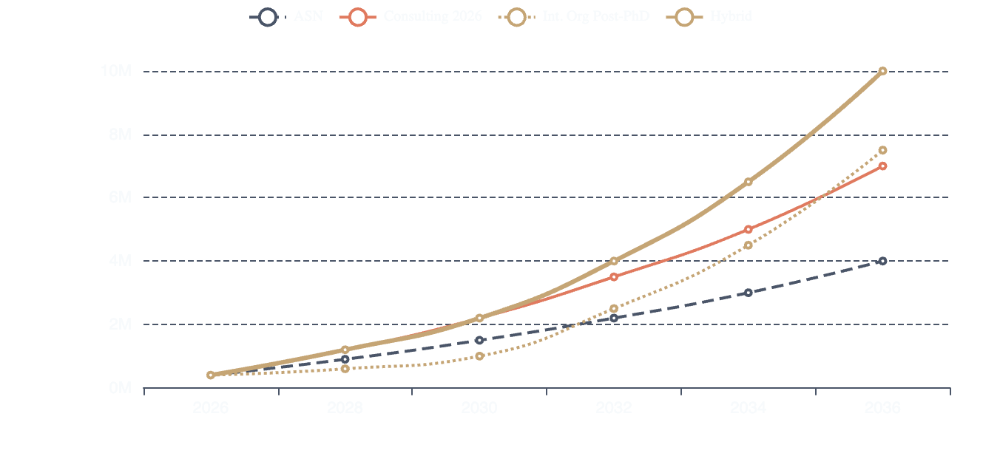 ASN Consulting 2026 Int. Org Post-PhD Hybrid
10M
8M
6M
4M
2M
0M
2026 2028 2030 2032 2034 2036